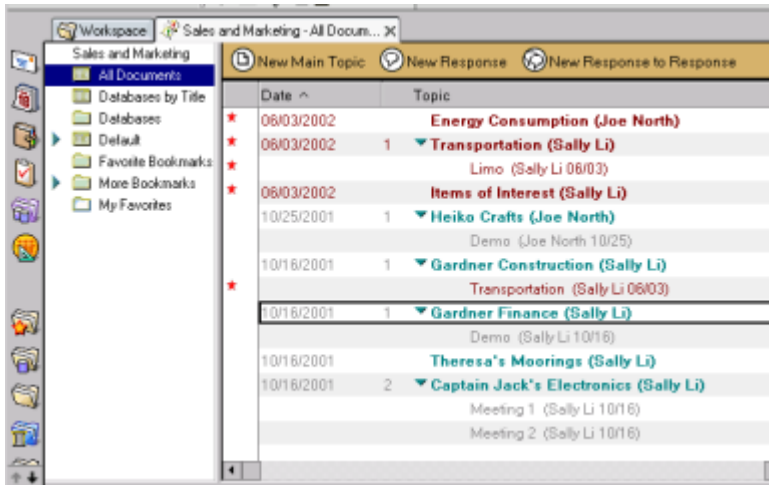 Workspace
Sales and Marketing - All Docum...
Sales and Marketing
All Documents
Databases by Title
Databases
Default
Favorite Bookmarks
More Bookmarks
My Favorites
New Main Topic New Response New Response to Response
Date Topic
06/03/2002 Energy Consumption (Joe North)
06/03/2002 1 Transportation (Sally Li)
Limo (Sally Li 06/03)
06/03/2002 Items of Interest (Sally Li)
10/25/2001 1 Heiko Crafts (Joe North)
Demo (Joe North 10/25)
10/16/2001 1 Gardner Construction (Sally Li)
Transportation (Sally Li 06/03)
10/16/2001 1 Gardner Finance (Sally Li)
Demo (Sally Li 10/16)
10/16/2001 Theresa's Moorings (Sally Li)
10/16/2001 2 Captain Jack's Electronics (Sally Li)
Meeting 1 (Sally Li 10/16)
Meeting 2 (Sally Li 10/16)